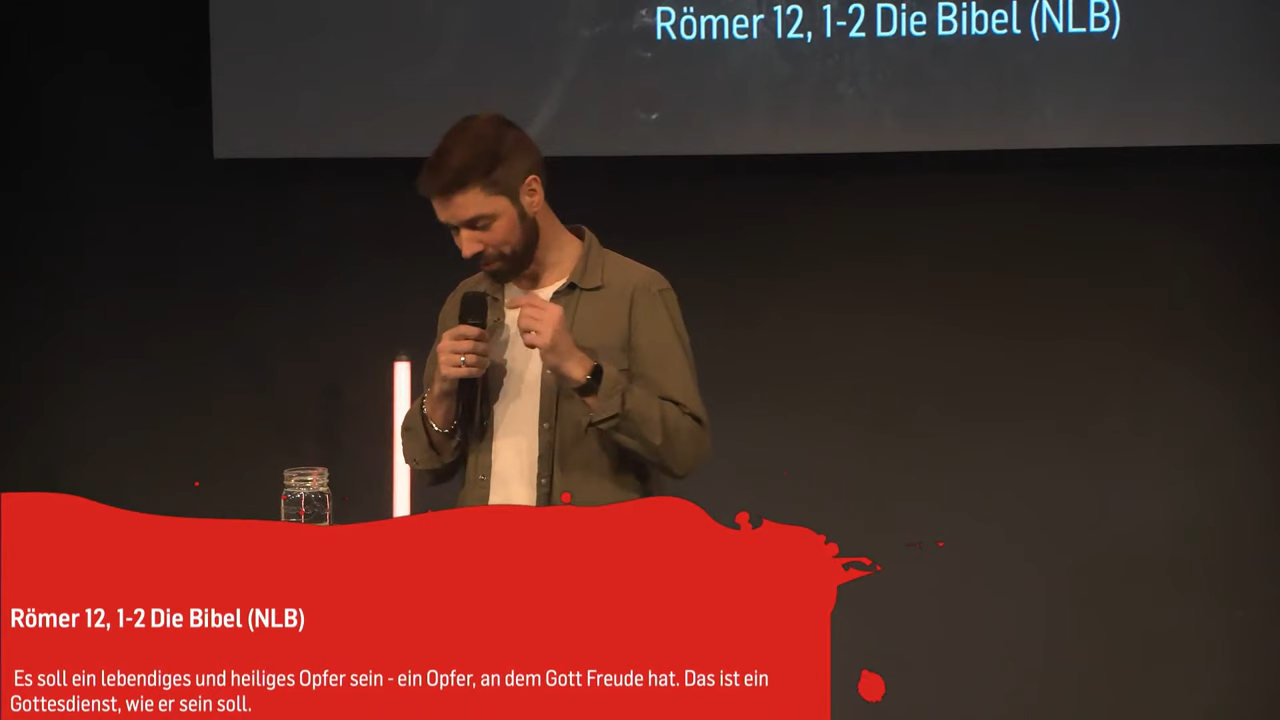 Römer 12, 1-2 Die Bibel (NLB)
Römer 12, 1-2 Die Bibel (NLB)
Es soll ein lebendiges und heiliges Opfer sein - ein Opfer, an dem Gott Freude hat. Das ist ein
Gottesdienst, wie er sein soll.